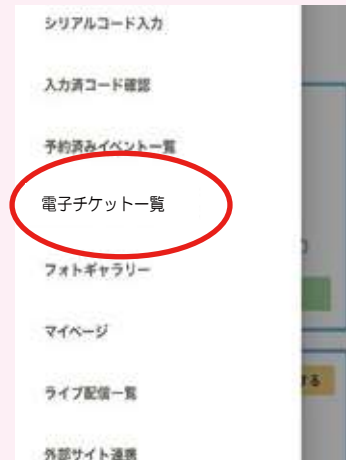 シリアルコード入力
入力済コード確認
予約済みイベント一覧
電子チケット一覧
フォトギャラリー
マイページ
ライブ配信一覧
外部サイト連携
する